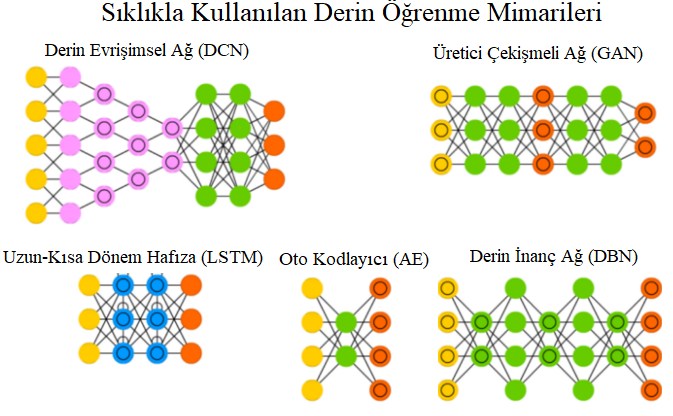 Sıklıkla Kullanılan Derin Öğrenme Mimarileri
Derin Evrişimsel Ağ (DCN)
Üretici Çekişmeli Ağ (GAN)
Uzun-Kısa Dönem Hafıza (LSTM)
Oto Kodlayıcı (AE)
Derin İnanç Ağ (DBN)